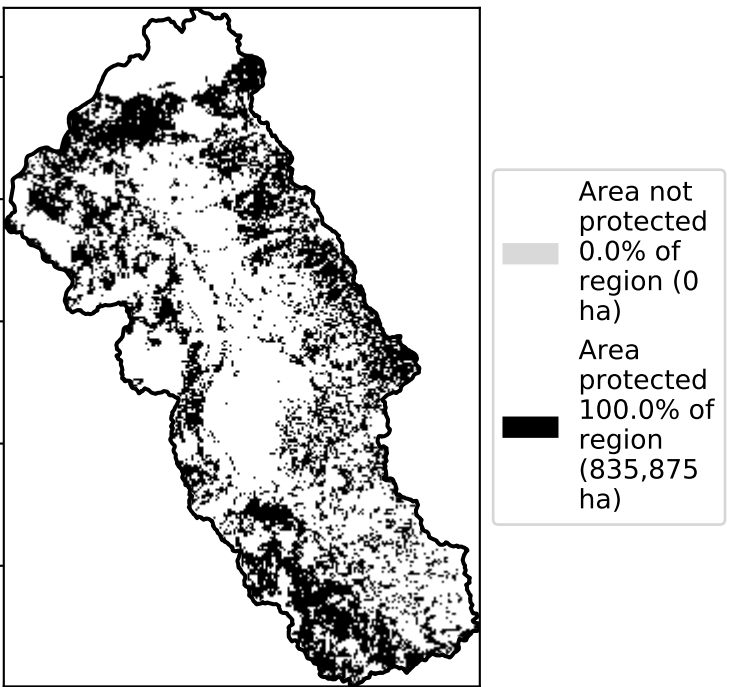 Area not
protected
0.0% of
region (0
ha)
Area
protected
100.0% of
region
(835,875
ha)